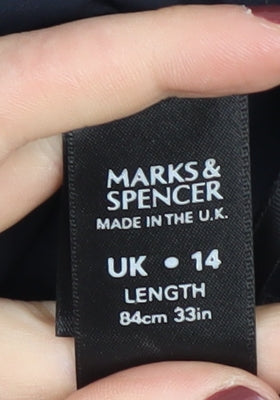 MARKS &
SPENCER
MADE IN THE U.K.
UK • 14
LENGTH
84cm 33in